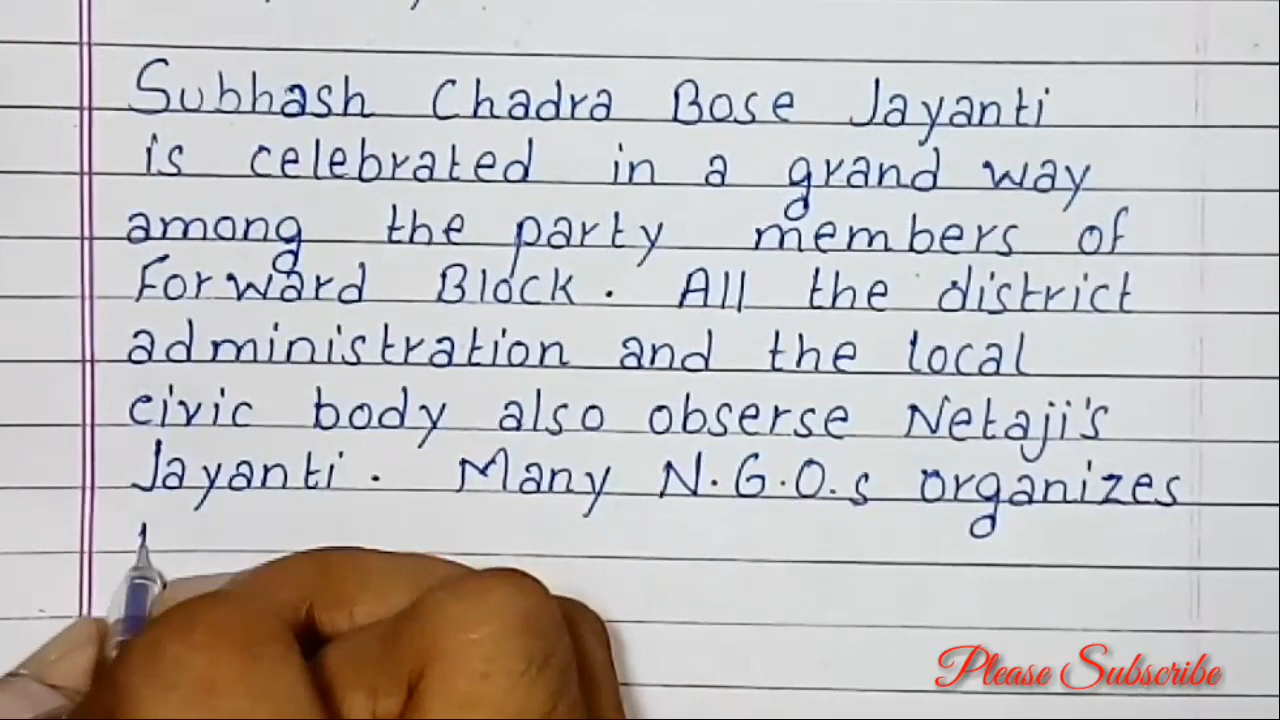 Subhash Chadra Bose Jayanti
is celebrated in a grand way
among the party members of
Forward Block. All the district
administration and the local
civic body also obserse Netaji's
Jayanti. Many N.G.O.s organizes
Please Subscribe